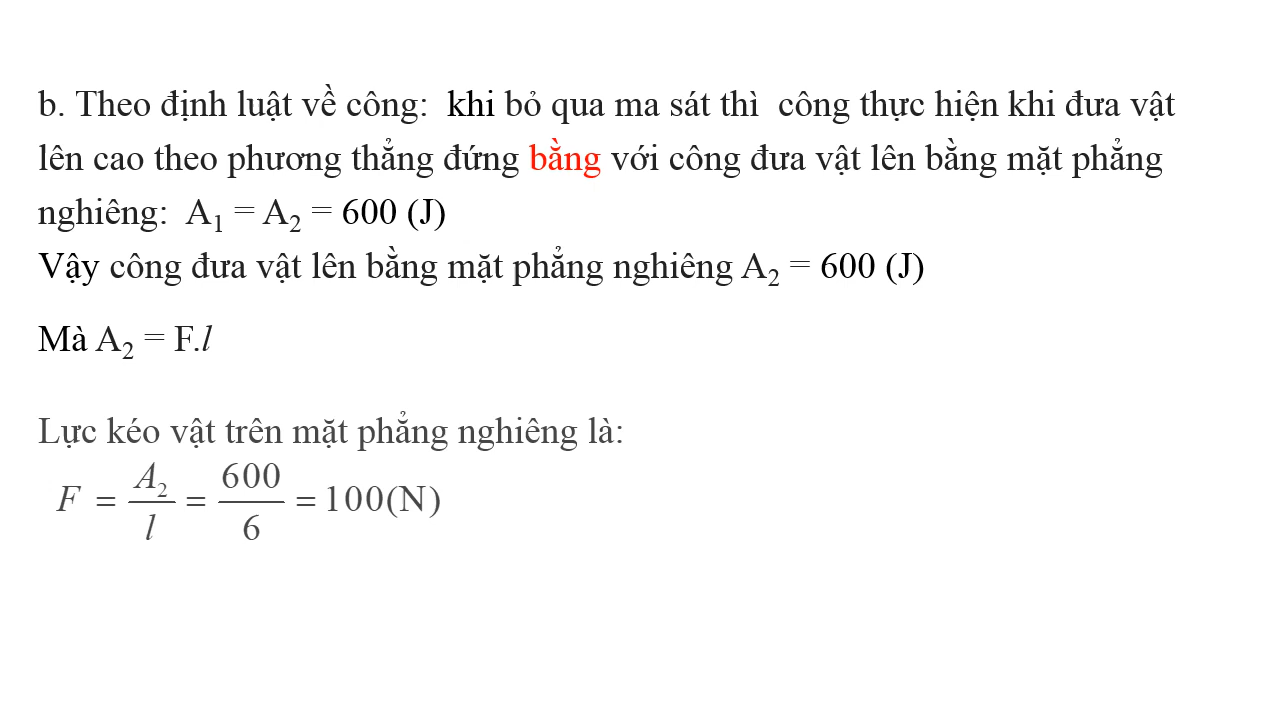 b. Theo định luật về công: khi bỏ qua ma sát thì công thực hiện khi đưa vật
lên cao theo phương thẳng đứng bằng với công đưa vật lên bằng mặt phẳng
nghiêng: A₁ = A₂ = 600 (J)
Vậy công đưa vật lên bằng mặt phẳng nghiêng A₂ = 600 (J)
Mà A₂ = F.l
Lực kéo vật trên mặt phẳng nghiêng là:
F = A₂/l = 600/6 = 100(N)